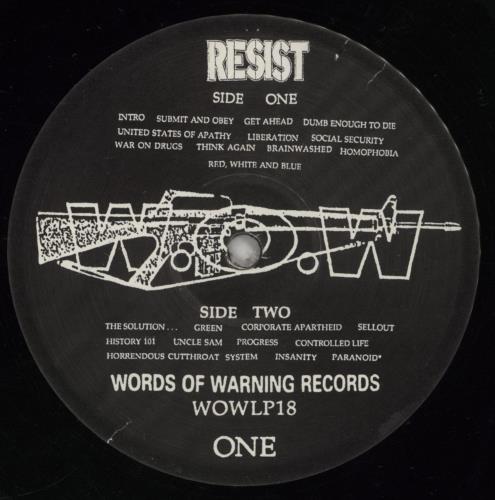 RESIST
SIDE ONE
INTRO SUBMIT AND OBEY GET AHEAD DUMB ENOUGH TO DIE
UNITED STATES OF APATHY LIBERATION SOCIAL SECURITY
WAR ON DRUGS THINK AGAIN BRAINWASHED HOMOPHOBIA
RED, WHITE AND BLUE
W O W
SIDE TWO
THE SOLUTION . . . GREEN CORPORATE APARTHEID SELLOUT
HISTORY 101 UNCLE SAM PROGRESS CONTROLLED LIFE
HORRENDOUS CUTTHROAT SYSTEM INSANITY PARANOID*
WORDS OF WARNING RECORDS
WOWLP18
ONE